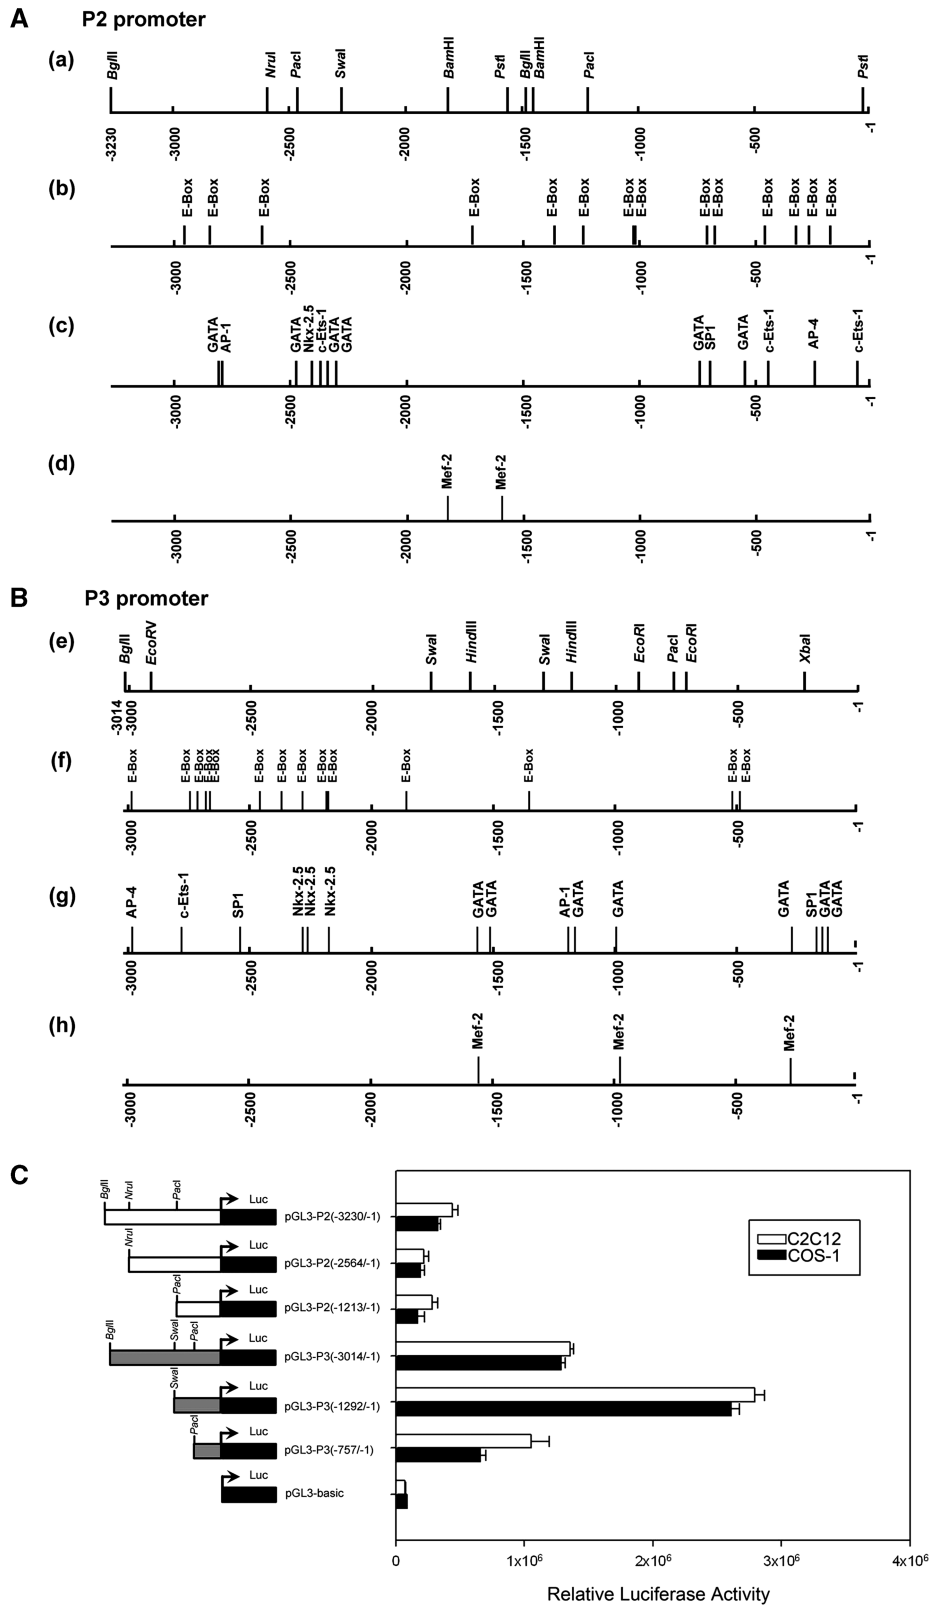 A
P2 promoter
(a)
BglII NruI PacI SwaI BamHI PstI BglII BamHI PacI PstI
-3230 -3000 -2500 -2000 -1500 -1000 -500 -1
(b)
E-Box E-Box E-Box E-Box E-Box E-Box E-Box E-Box E-Box E-Box E-Box E-Box E-Box E-Box
-3000 -2500 -2000 -1500 -1000 -500 -1
(c)
GATA AP-1 GATA Nkx-2.5 c-Ets-1 GATA GATA GATA SP1 GATA c-Ets-1 AP-4 c-Ets-1
-3000 -2500 -2000 -1500 -1000 -500 -1
(d)
Mef-2 Mef-2
-3000 -2500 -2000 -1500 -1000 -500 -1
B
P3 promoter
(e)
BglII EcoRV SwaI HindIII SwaI HindIII EcoRI PacI EcoRI XbaI
-3014 -3000 -2500 -2000 -1500 -1000 -500 -1
(f)
E-Box E-Box E-Box E-Box E-Box E-Box E-Box E-Box E-Box E-Box E-Box E-Box E-Box E-Box
-3000 -2500 -2000 -1500 -1000 -500 -1
(g)
AP-4 c-Ets-1 SP1 Nkx-2.5 Nkx-2.5 Nkx-2.5 GATA GATA AP-1 GATA GATA GATA SP1 GATA GATA
-3000 -2500 -2000 -1500 -1000 -500 -1
(h)
Mef-2 Mef-2 Mef-2
-3000 -2500 -2000 -1500 -1000 -500 -1
C
BglII NruI PacI Luc
pGL3-P2(-3230/-1)
NruI Luc
pGL3-P2(-2564/-1)
PacI Luc
pGL3-P2(-1213/-1)
BglII SwaI PacI Luc
pGL3-P3(-3014/-1)
SwaI Luc
pGL3-P3(-1292/-1)
PacI Luc
pGL3-P3(-757/-1)
Luc
pGL3-basic
C2C12
COS-1
0 1x10⁶ 2x10⁶ 3x10⁶ 4x10⁶
Relative Luciferase Activity